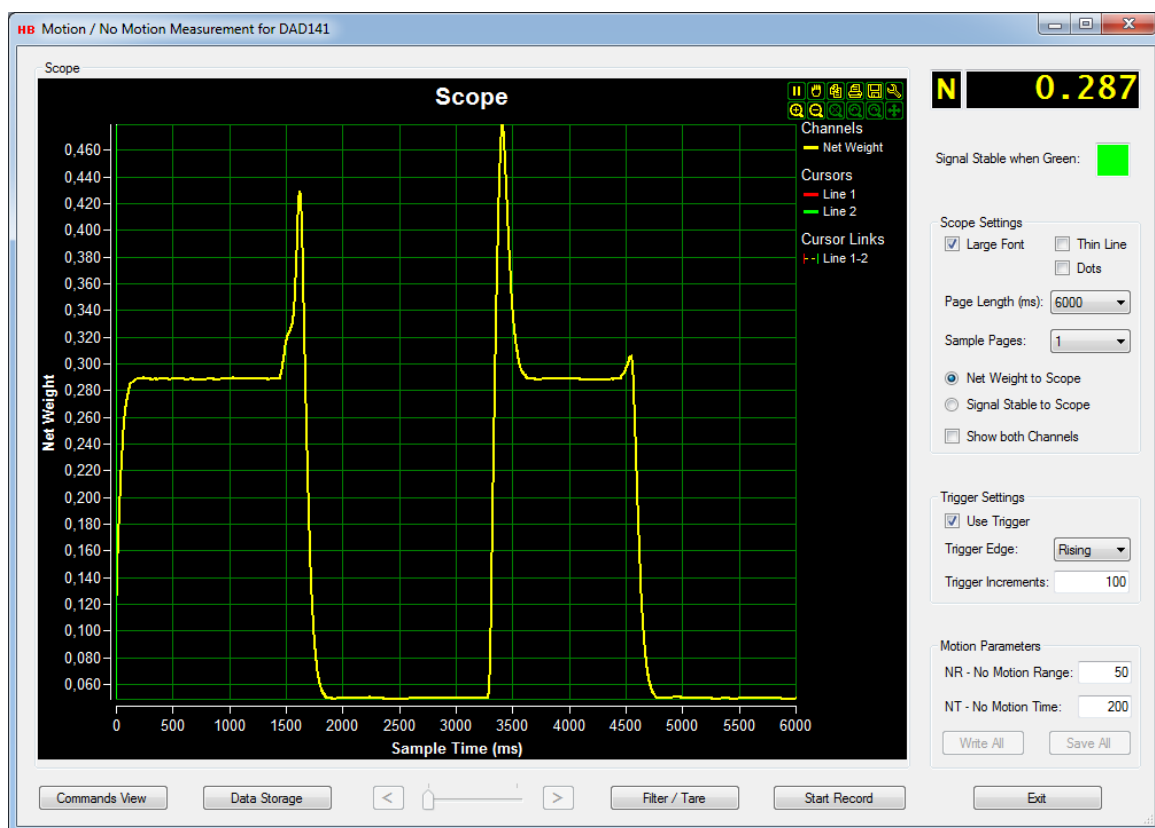 HB Motion / No Motion Measurement for DAD141
Scope
Scope
Channels
Net Weight
Cursors
Line 1
Line 2
Cursor Links
Line 1-2
Net Weight
0,460
0,440
0,420
0,400
0,380
0,360
0,340
0,320
0,300
0,280
0,260
0,240
0,220
0,200
0,180
0,160
0,140
0,120
0,100
0,080
0,060
0 500 1000 1500 2000 2500 3000 3500 4000 4500 5000 5500 6000
Sample Time (ms)
N 0.287
Signal Stable when Green:
Scope Settings
Large Font Thin Line
Dots
Page Length (ms): 6000
Sample Pages: 1
Net Weight to Scope
Signal Stable to Scope
Show both Channels
Trigger Settings
Use Trigger
Trigger Edge: Rising
Trigger Increments: 100
Motion Parameters
NR - No Motion Range: 50
NT - No Motion Time: 200
Write All Save All
Commands View Data Storage < > Filter / Tare Start Record Exit